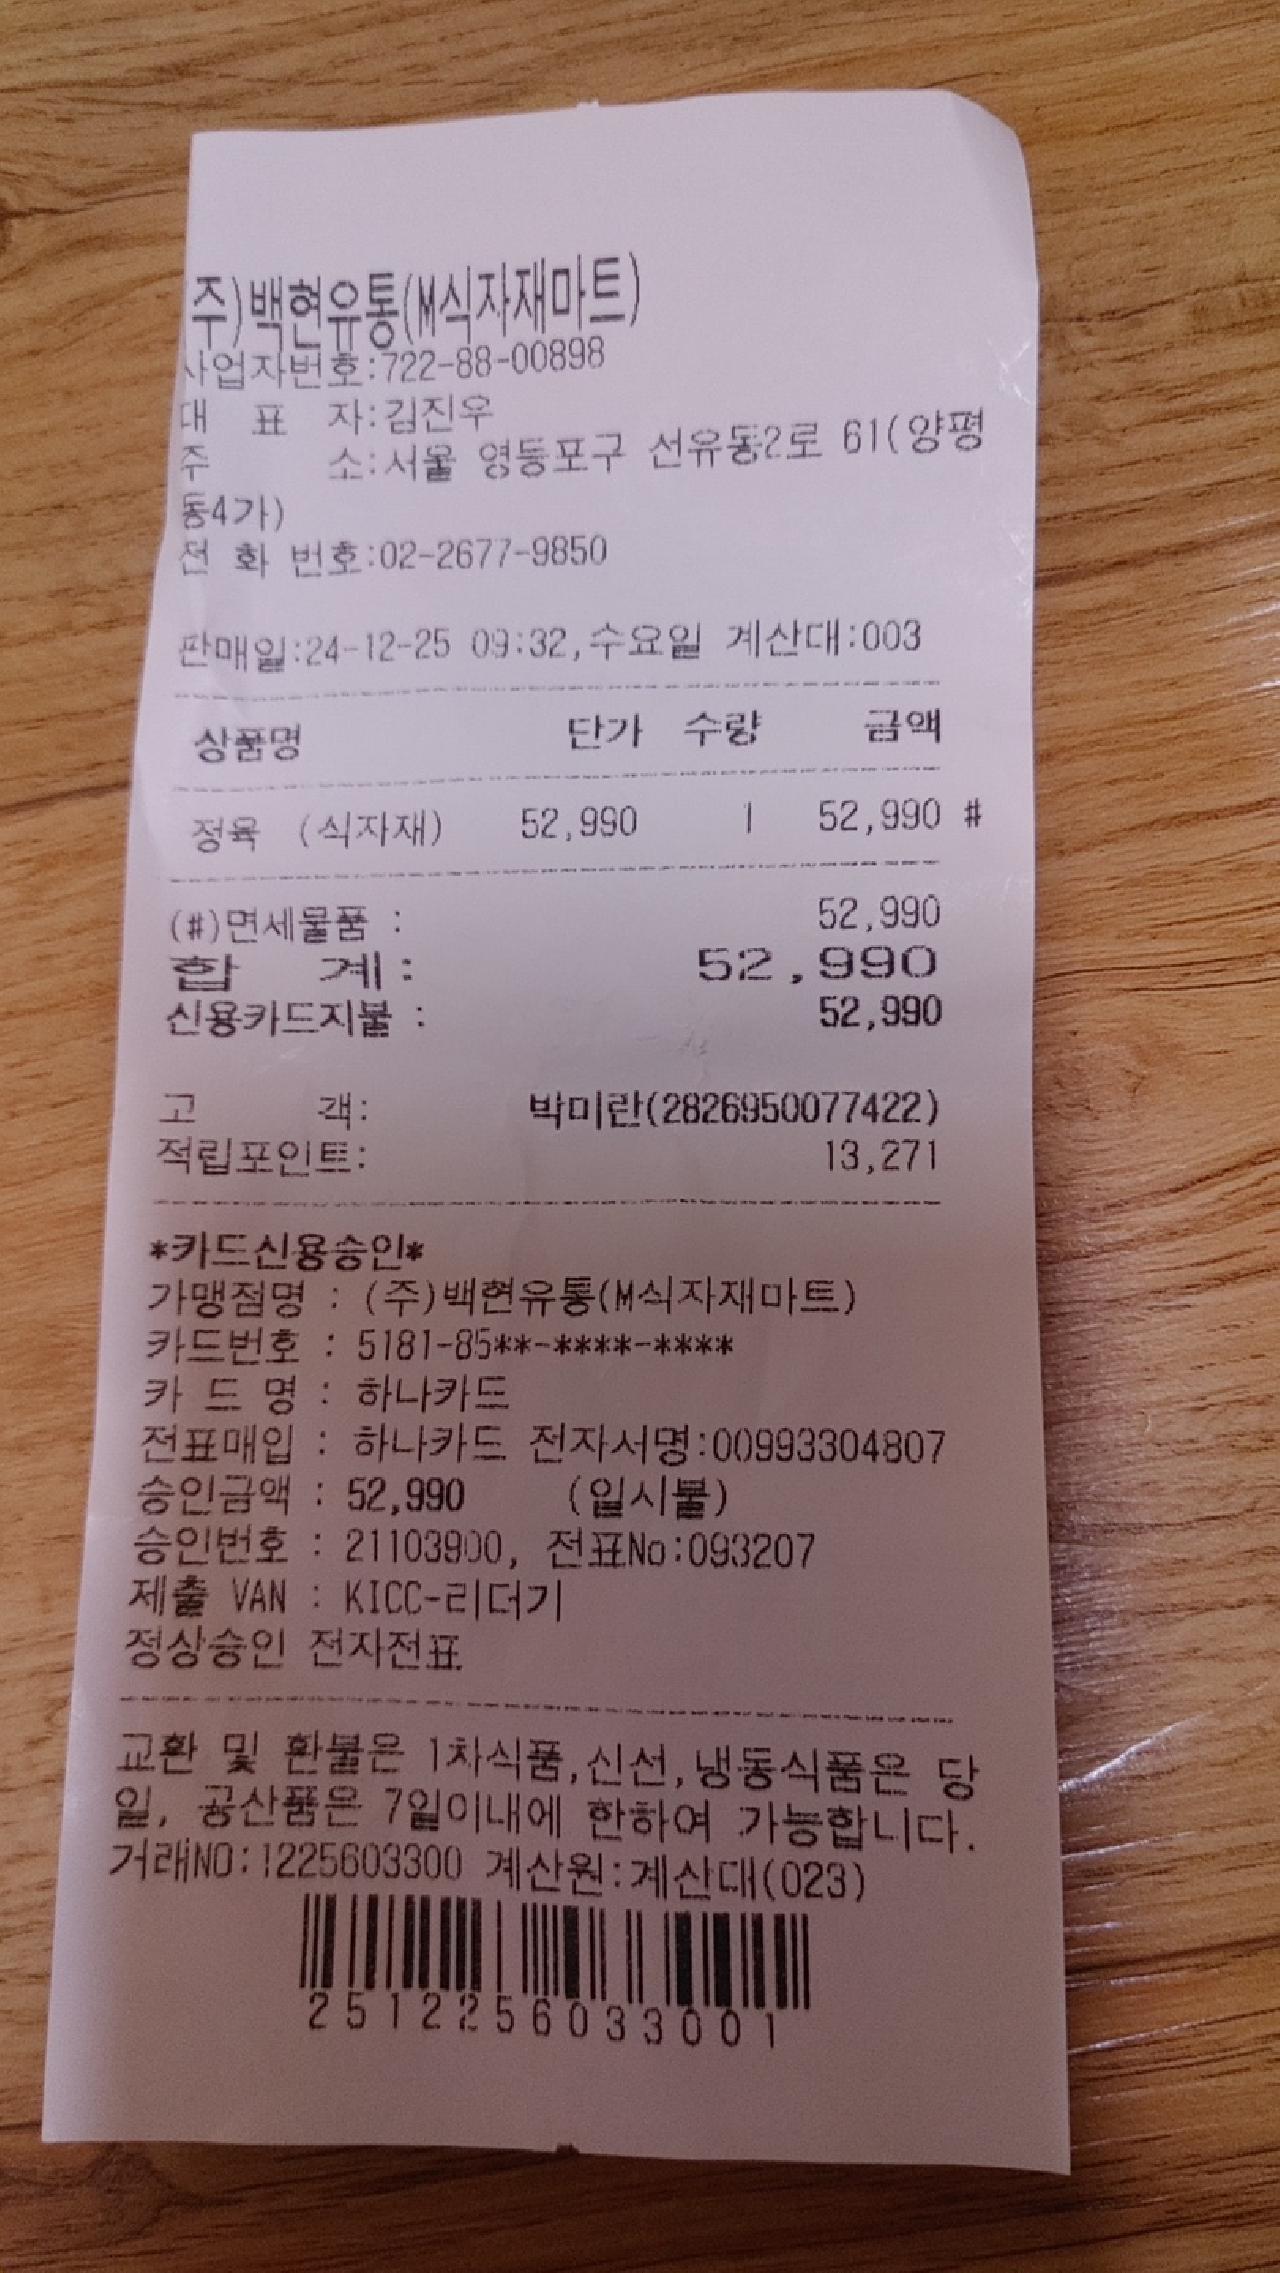 주)백현유통(M식자재마트)
사업자번호:722-88-00898
대 표 자:김진우
주 소:서울 영등포구 선유동2로 61(양평
동4가)
전 화 번호:02-2677-9850
판매일:24-12-25 09:32,수요일 계산대:003
상품명 단가 수량 금액
정육 (식자재) 52,990 1 52,990 #
(#)면세물품 : 52,990
합 계: 52,990
신용카드지불 : 52,990
고 객: 박미란(2826950077422)
적립포인트: 13,271
*카드신용승인*
가맹점명 : (주)백현유통(M식자재마트)
카드번호 : 5181-85**-****-****
카 드 명 : 하나카드
전표매입 : 하나카드 전자서명:00993304807
승인금액 : 52,990 (일시불)
승인번호 : 21103900, 전표No:093207
제출 VAN : KICC-리더기
정상승인 전자전표
교환 및 환불은 1차식품,신선,냉동식품은 당
일, 공산품은 7일이내에 한하여 가능합니다.
거래NO:1225603300 계산원:계산대(023)
2512256033001